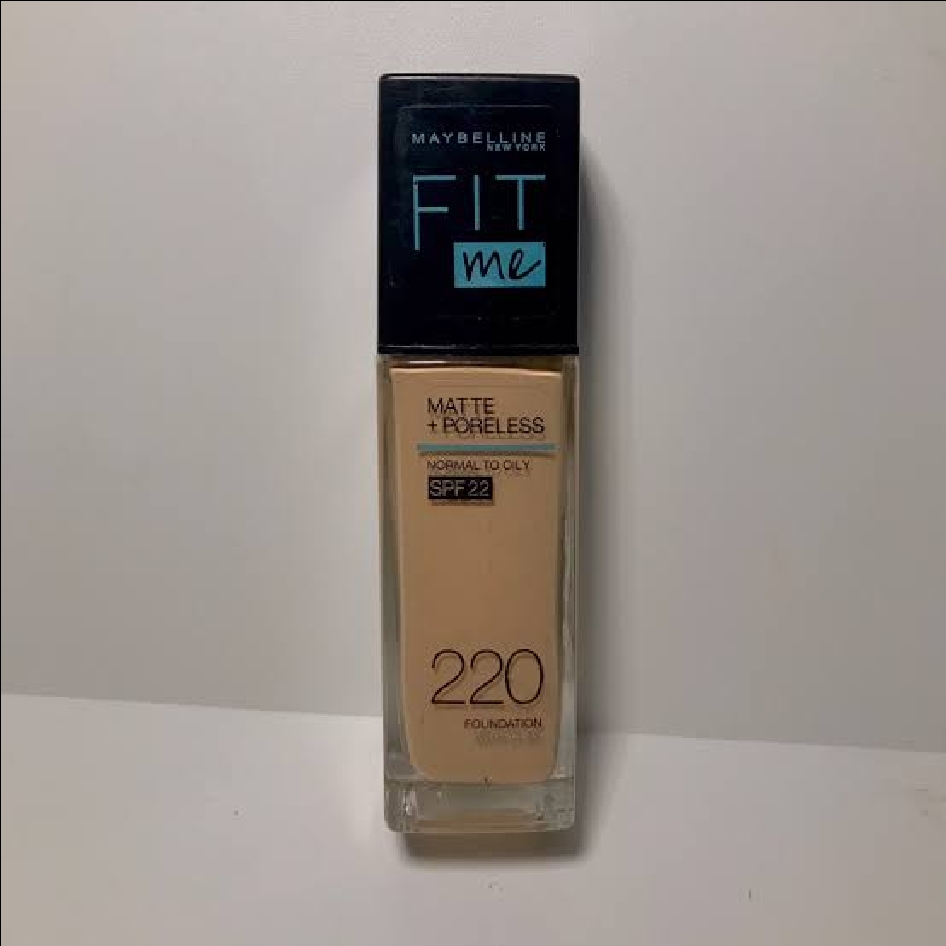 MAYBELLINE
NEW YORK
FIT
me
MATTE
+ PORELESS
NORMAL TO OILY
SPF 22
220
FOUNDATION